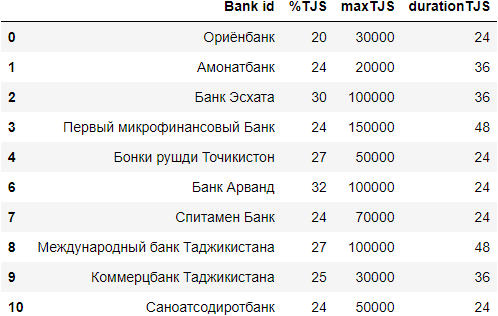 Bank id %TJS maxTJS durationTJS
0 Ориёнбанк 20 30000 24
1 Амонатбанк 24 20000 36
2 Банк Эсхата 30 100000 36
3 Первый микрофинансовый Банк 24 150000 48
4 Бонки рушди Точикистон 27 50000 24
6 Банк Арванд 32 100000 24
7 Спитамен Банк 24 70000 24
8 Международный банк Таджикистана 27 100000 48
9 Коммерцбанк Таджикистана 25 30000 36
10 Саноатсодиротбанк 24 50000 24